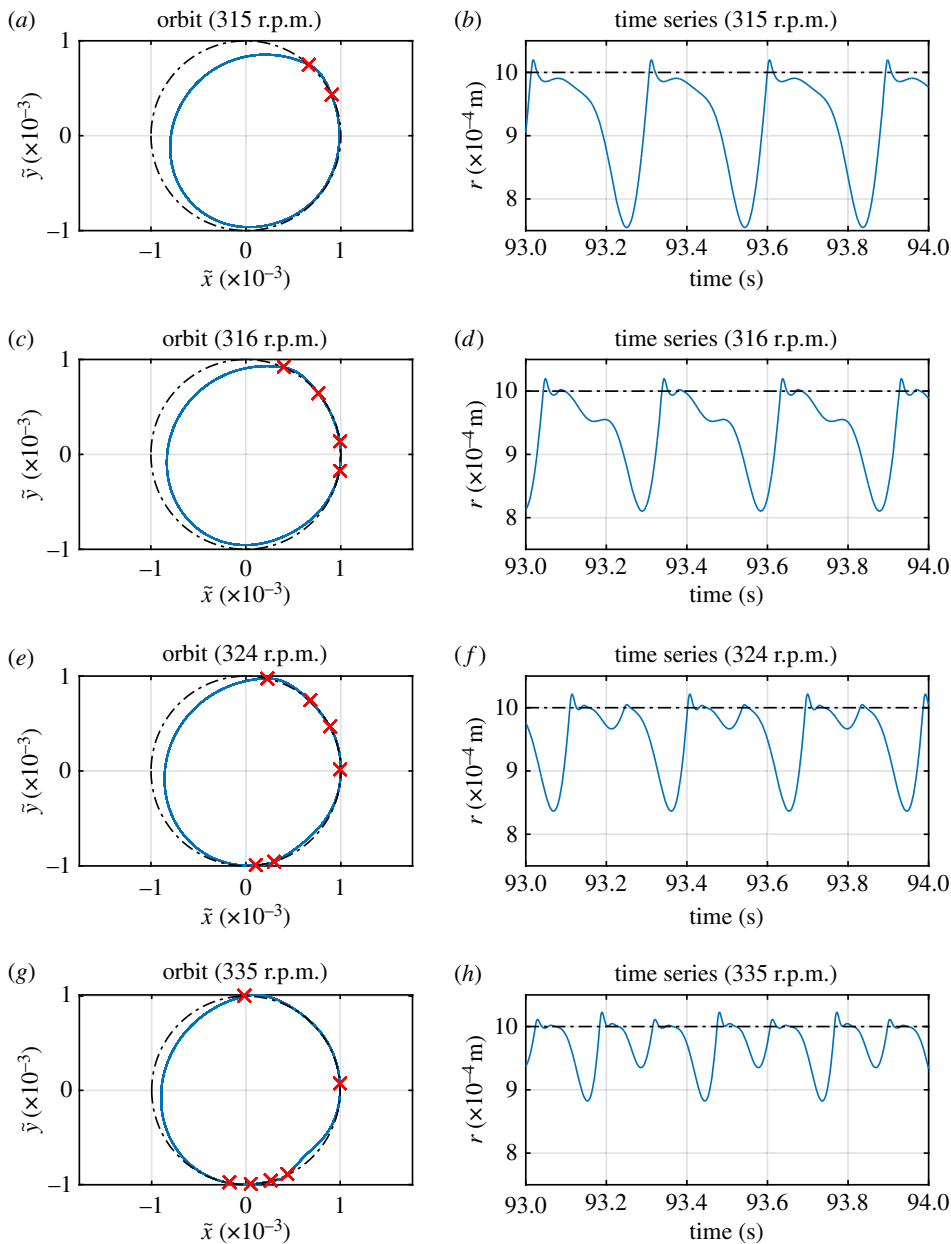 (a) orbit (315 r.p.m.)
1
0
−1
ỹ (×10⁻³)
−1 0 1
x̃ (×10⁻³)
(b) time series (315 r.p.m.)
10
9
8
r (×10⁻⁴ m)
93.0 93.2 93.4 93.6 93.8 94.0
time (s)
(c) orbit (316 r.p.m.)
1
0
−1
ỹ (×10⁻³)
−1 0 1
x̃ (×10⁻³)
(d) time series (316 r.p.m.)
10
9
8
r (×10⁻⁴ m)
93.0 93.2 93.4 93.6 93.8 94.0
time (s)
(e) orbit (324 r.p.m.)
1
0
−1
ỹ (×10⁻³)
−1 0 1
x̃ (×10⁻³)
(f) time series (324 r.p.m.)
10
9
8
r (×10⁻⁴ m)
93.0 93.2 93.4 93.6 93.8 94.0
time (s)
(g) orbit (335 r.p.m.)
1
0
−1
ỹ (×10⁻³)
−1 0 1
x̃ (×10⁻³)
(h) time series (335 r.p.m.)
10
9
8
r (×10⁻⁴ m)
93.0 93.2 93.4 93.6 93.8 94.0
time (s)